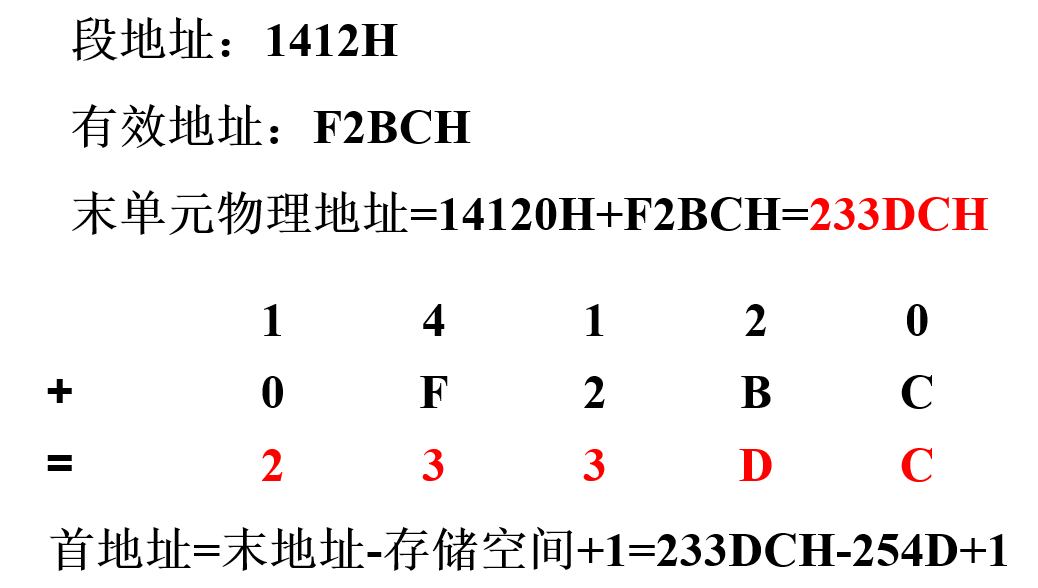 段地址：1412H
有效地址：F2BCH
末单元物理地址=14120H+F2BCH=233DCH
1 4 1 2 0
+ 0 F 2 B C
= 2 3 3 D C
首地址=末地址-存储空间+1=233DCH-254D+1